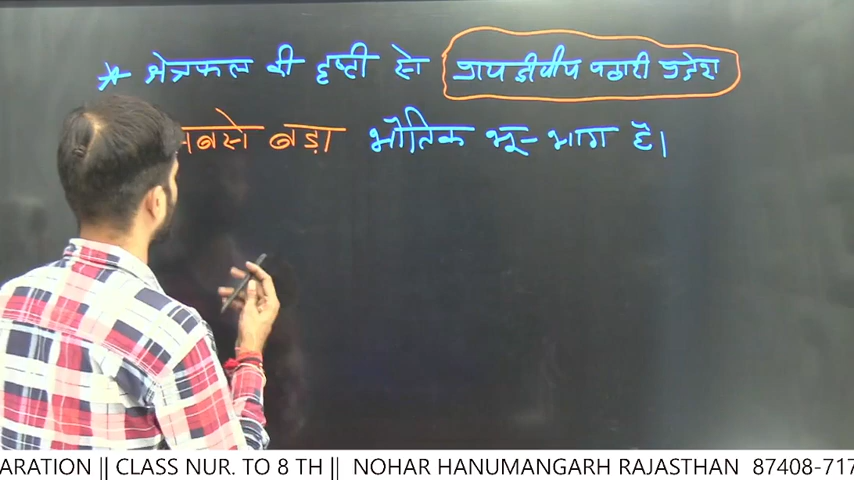 * क्षेत्रफल की दृष्टी से प्रायद्वीपीय पठारी प्रदेश
सबसे बड़ा भौतिक भू-भाग है।
ARATION || CLASS NUR. TO 8 TH || NOHAR HANUMANGARH RAJASTHAN 87408-717